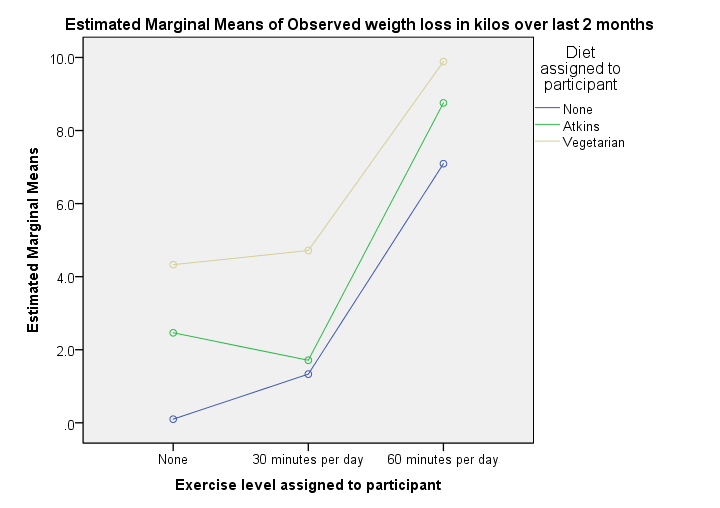 Estimated Marginal Means of Observed weigth loss in kilos over last 2 months
Diet
assigned to
participant
None
Atkins
Vegetarian
Estimated Marginal Means
10.0
8.0
6.0
4.0
2.0
.0
None
30 minutes per day
60 minutes per day
Exercise level assigned to participant